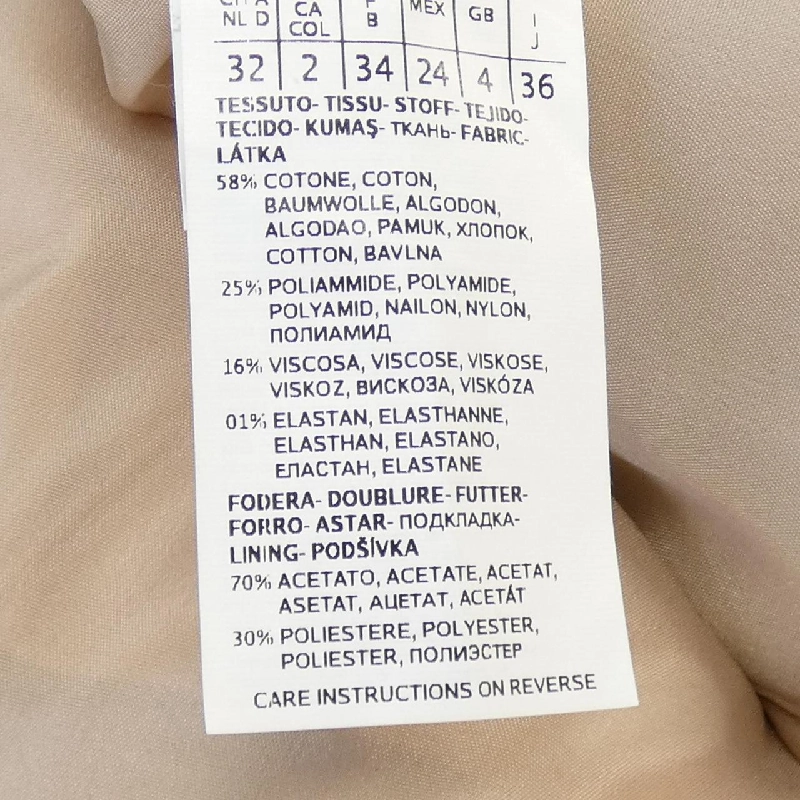 NL D CA COL B MEX GB I J
32 2 34 24 4 36
TESSUTO- TISSU- STOFF- TEJIDO-
TECIDO- KUMAŞ- ТКАНЬ- FABRIC-
LÁTKA
58% COTONE, COTON,
BAUMWOLLE, ALGODON,
ALGODAO, PAMUK, ХЛОПОК,
COTTON, BAVLNA
25% POLIAMMIDE, POLYAMIDE,
POLYAMID, NAILON, NYLON,
ПОЛИАМИД
16% VISCOSA, VISCOSE, VISKOSE,
VISKOZ, ВИСКОЗА, VISKÓZA
01% ELASTAN, ELASTHANNE,
ELASTHAN, ELASTANO,
ЕЛАСТАН, ELASTANE
FODERA- DOUBLURE- FUTTER-
FORRO- ASTAR- ПОДКЛАДКА-
LINING- PODŠÍVKA
70% ACETATO, ACETATE, ACETAT,
ASETAT, АЦЕТАТ, ACETÁT
30% POLIESTERE, POLYESTER,
POLIESTER, ПОЛИЭСТЕР
CARE INSTRUCTIONS ON REVERSE